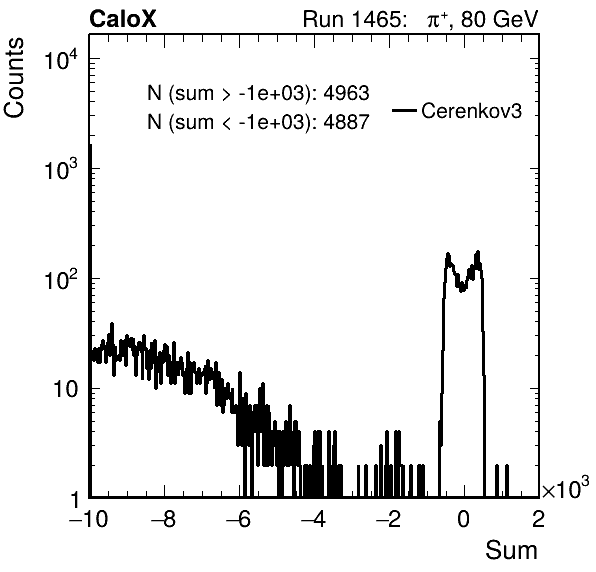 CaloX Run 1465: π⁺, 80 GeV
Counts
10⁴
N (sum > -1e+03): 4963
N (sum < -1e+03): 4887
Cerenkov3
10³
10²
10
1
−10 −8 −6 −4 −2 0 2
×10³
Sum